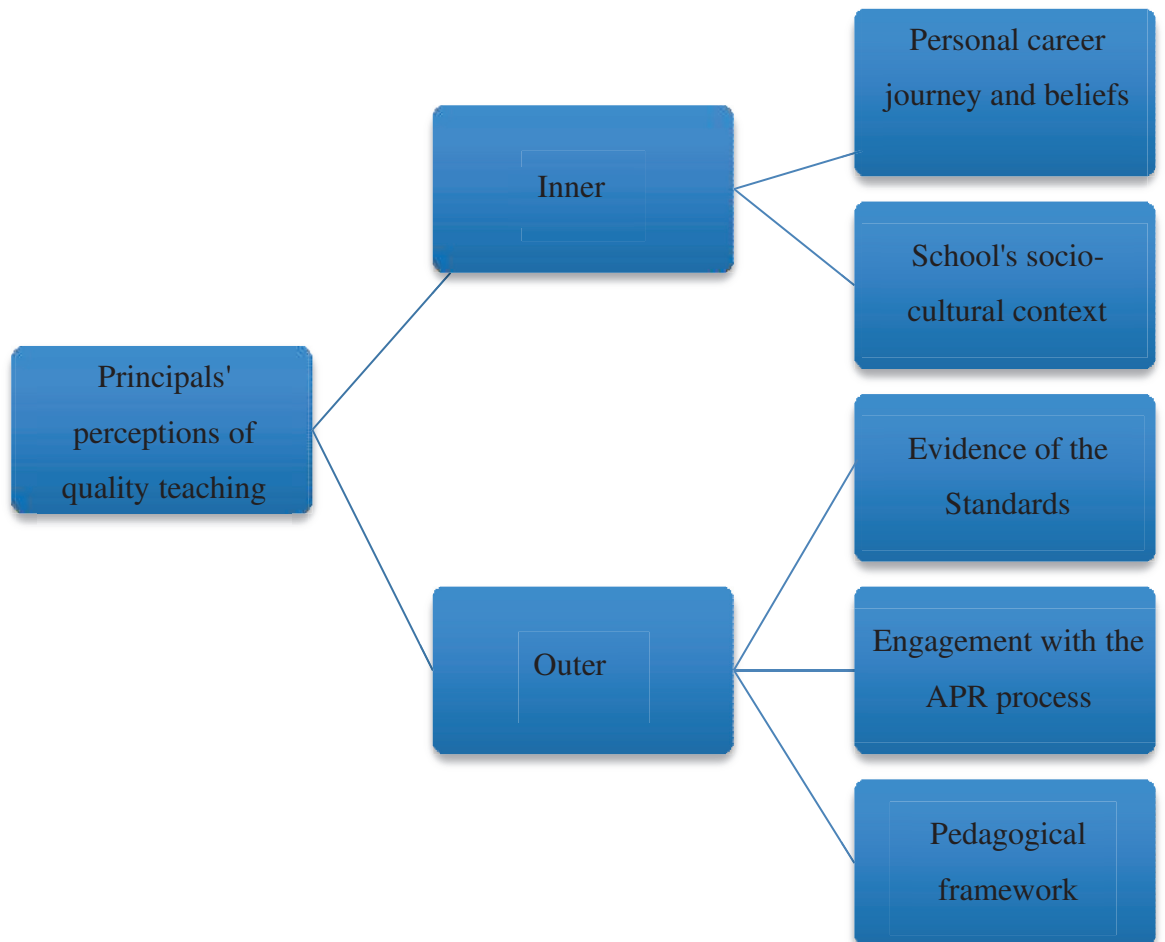 Personal career
journey and beliefs
Inner
School's socio-
cultural context
Principals'
perceptions of
quality teaching
Evidence of the
Standards
Outer
Engagement with the
APR process
Pedagogical
framework